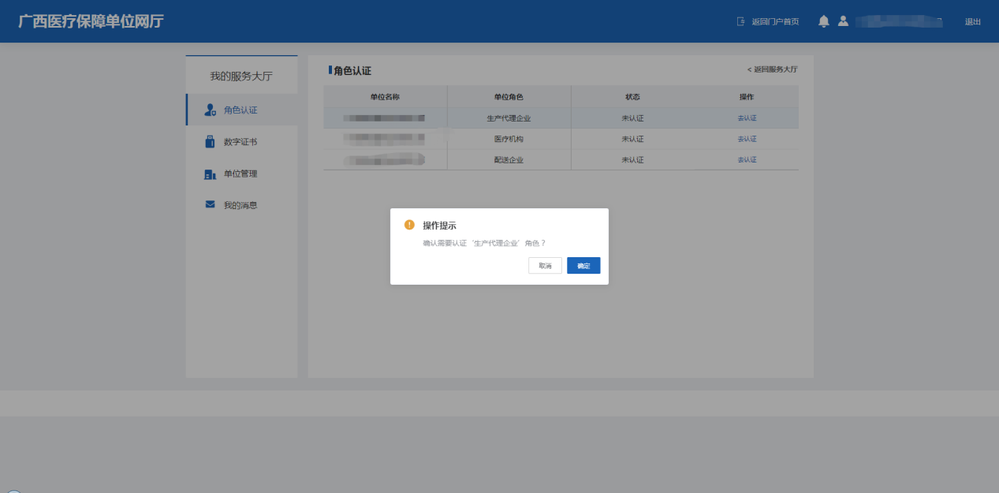 广西医疗保障单位网厅
返回门户首页
退出
我的服务大厅
角色认证
数字证书
单位管理
我的消息
角色认证
< 返回服务大厅
单位名称 单位角色 状态 操作
生产代理企业 未认证 去认证
医疗机构 未认证 去认证
配送企业 未认证 去认证
操作提示
确认需要认证‘生产代理企业’角色？
取消 确定